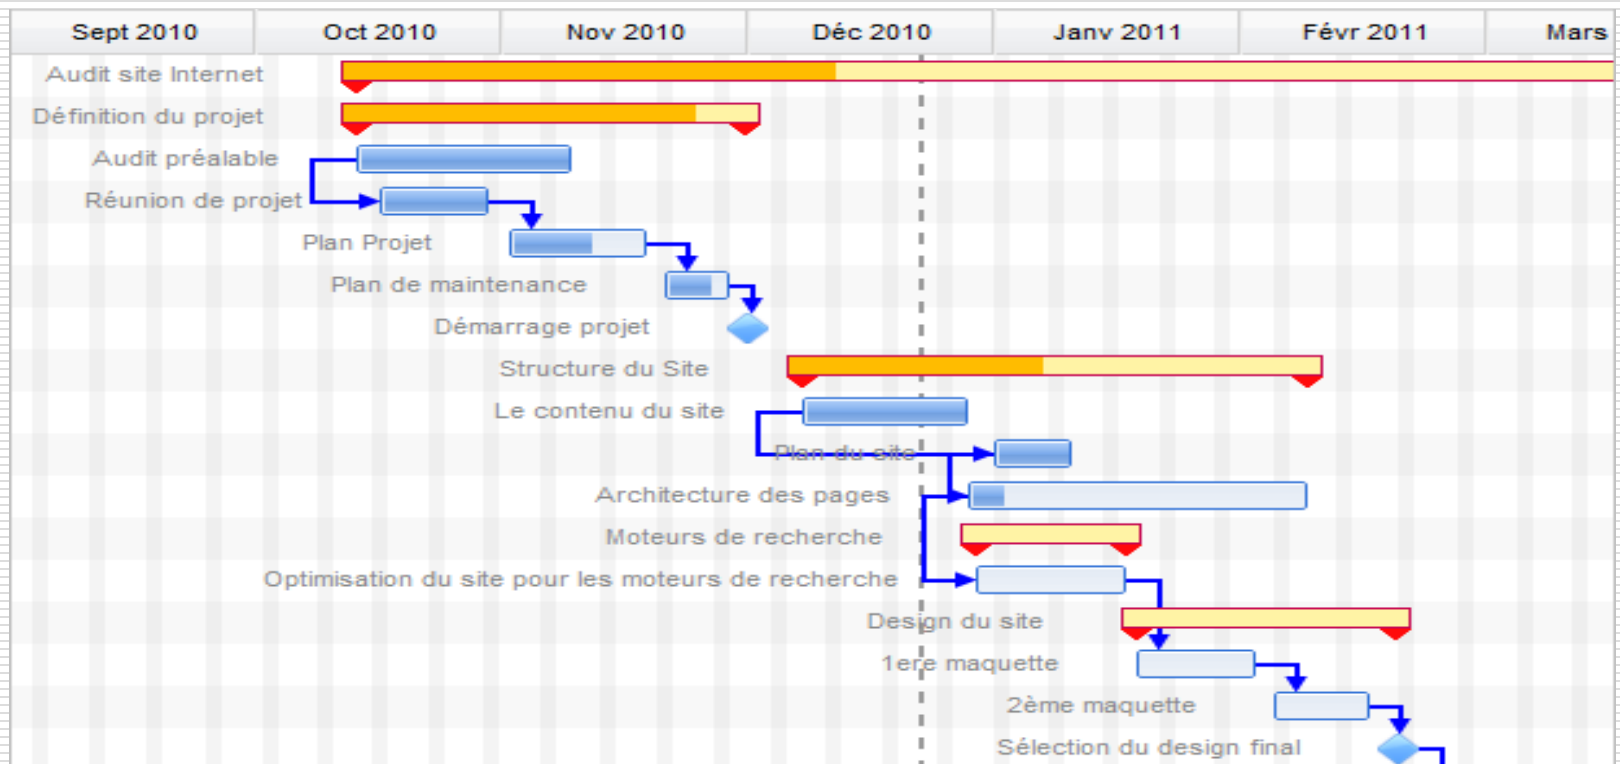 Sept 2010 Oct 2010 Nov 2010 Déc 2010 Janv 2011 Févr 2011 Mars
Audit site Internet
Définition du projet
Audit préalable
Réunion de projet
Plan Projet
Plan de maintenance
Démarrage projet
Structure du Site
Le contenu du site
Plan du site
Architecture des pages
Moteurs de recherche
Optimisation du site pour les moteurs de recherche
Design du site
1ere maquette
2ème maquette
Sélection du design final